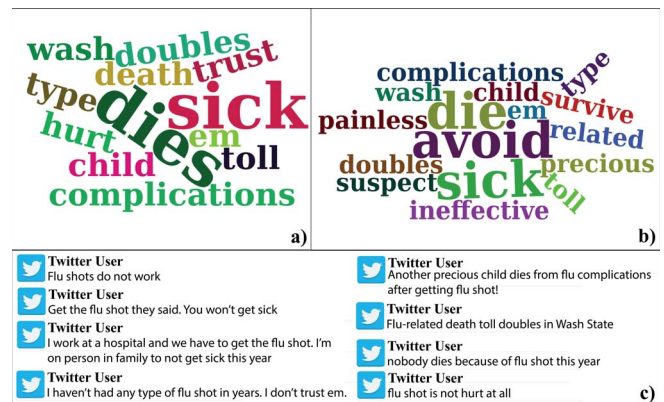 wash doubles
death trust
type dies sick
hurt em
child toll
complications
a)
complications type
wash child survive
painless die em
avoid related
doubles precious
suspect sick toll
ineffective
b)
Twitter User
Flu shots do not work
Twitter User
Get the flu shot they said. You won't get sick
Twitter User
I work at a hospital and we have to get the flu shot. I'm
on person in family to not get sick this year
Twitter User
I haven't had any type of flu shot in years. I don't trust em.
Twitter User
Another precious child dies from flu complications
after getting flu shot!
Twitter User
Flu-related death toll doubles in Wash State
Twitter User
nobody dies because of flu shot this year
Twitter User
flu shot is not hurt at all
c)